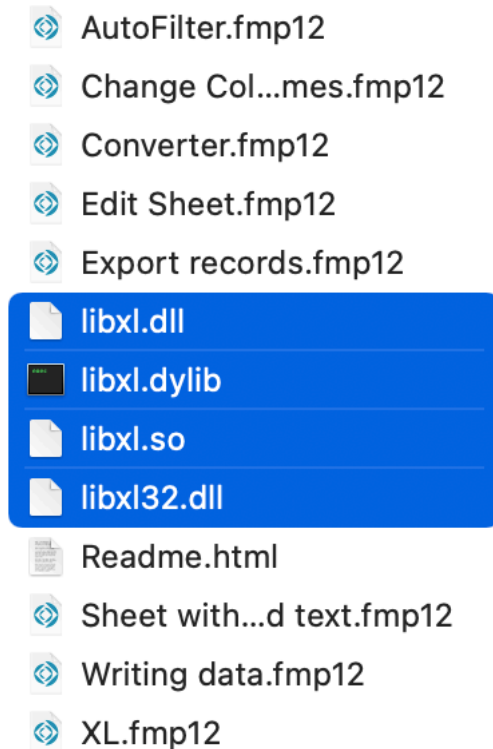 AutoFilter.fmp12
Change Col...mes.fmp12
Converter.fmp12
Edit Sheet.fmp12
Export records.fmp12
libxl.dll
libxl.dylib
libxl.so
libxl32.dll
Readme.html
Sheet with...d text.fmp12
Writing data.fmp12
XL.fmp12